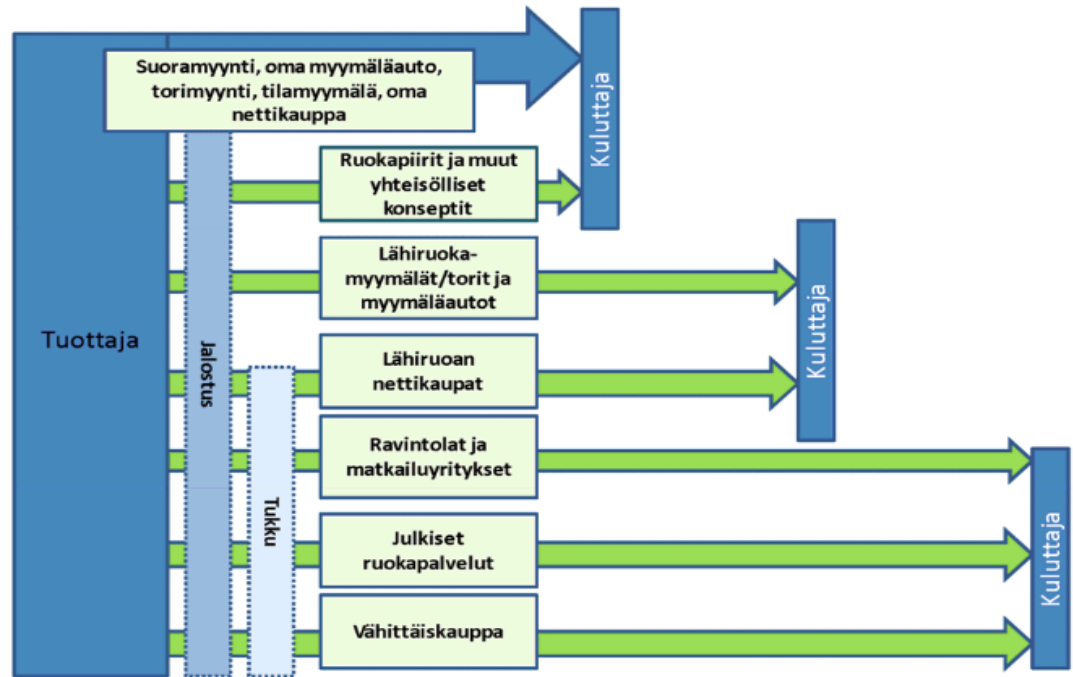 Suoramyynti, oma myymäläauto,
torimyynti, tilamyymälä, oma
nettikauppa
Kuluttaja
Ruokapiirit ja muut
yhteisölliset
konseptit
Lähiruoka-
myymälät/torit ja
myymäläautot
Kuluttaja
Tuottaja
Jalostus
Lähiruoan
nettikaupat
Ravintolat ja
matkailuyritykset
Tukku
Julkiset
ruokapalvelut
Kuluttaja
Vähittäiskauppa